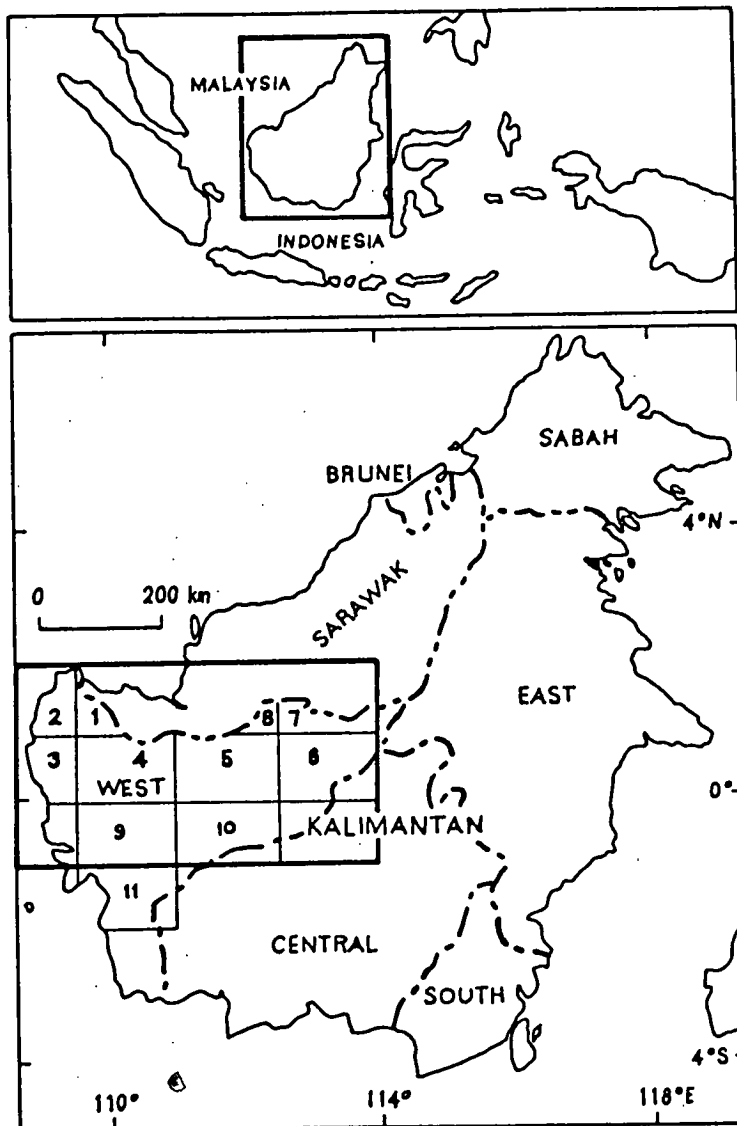 MALAYSIA
INDONESIA
SABAH
BRUNEI
4°N
0 200 km
SARAWAK
EAST
2 1 8 7
3 4 5 6
WEST
0°
KALIMANTAN
9 10
11
CENTRAL
SOUTH
4°S
110° 114° 118°E